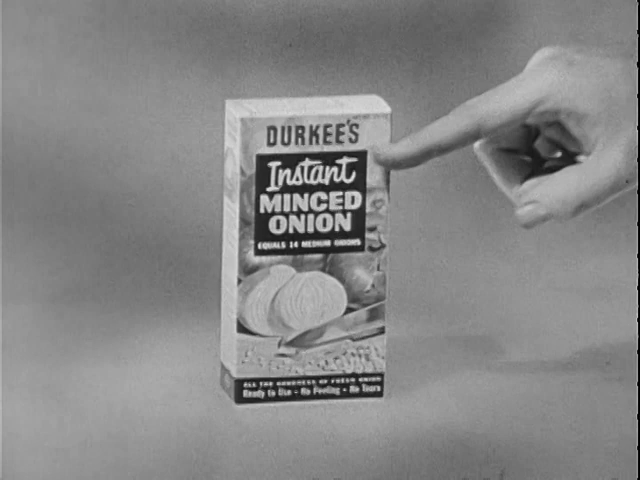 DURKEE'S
Instant
MINCED
ONION
EQUALS 14 MEDIUM ONIONS
ALL THE GOODNESS OF FRESH ONION
Ready to Use - No Peeling - No Tears